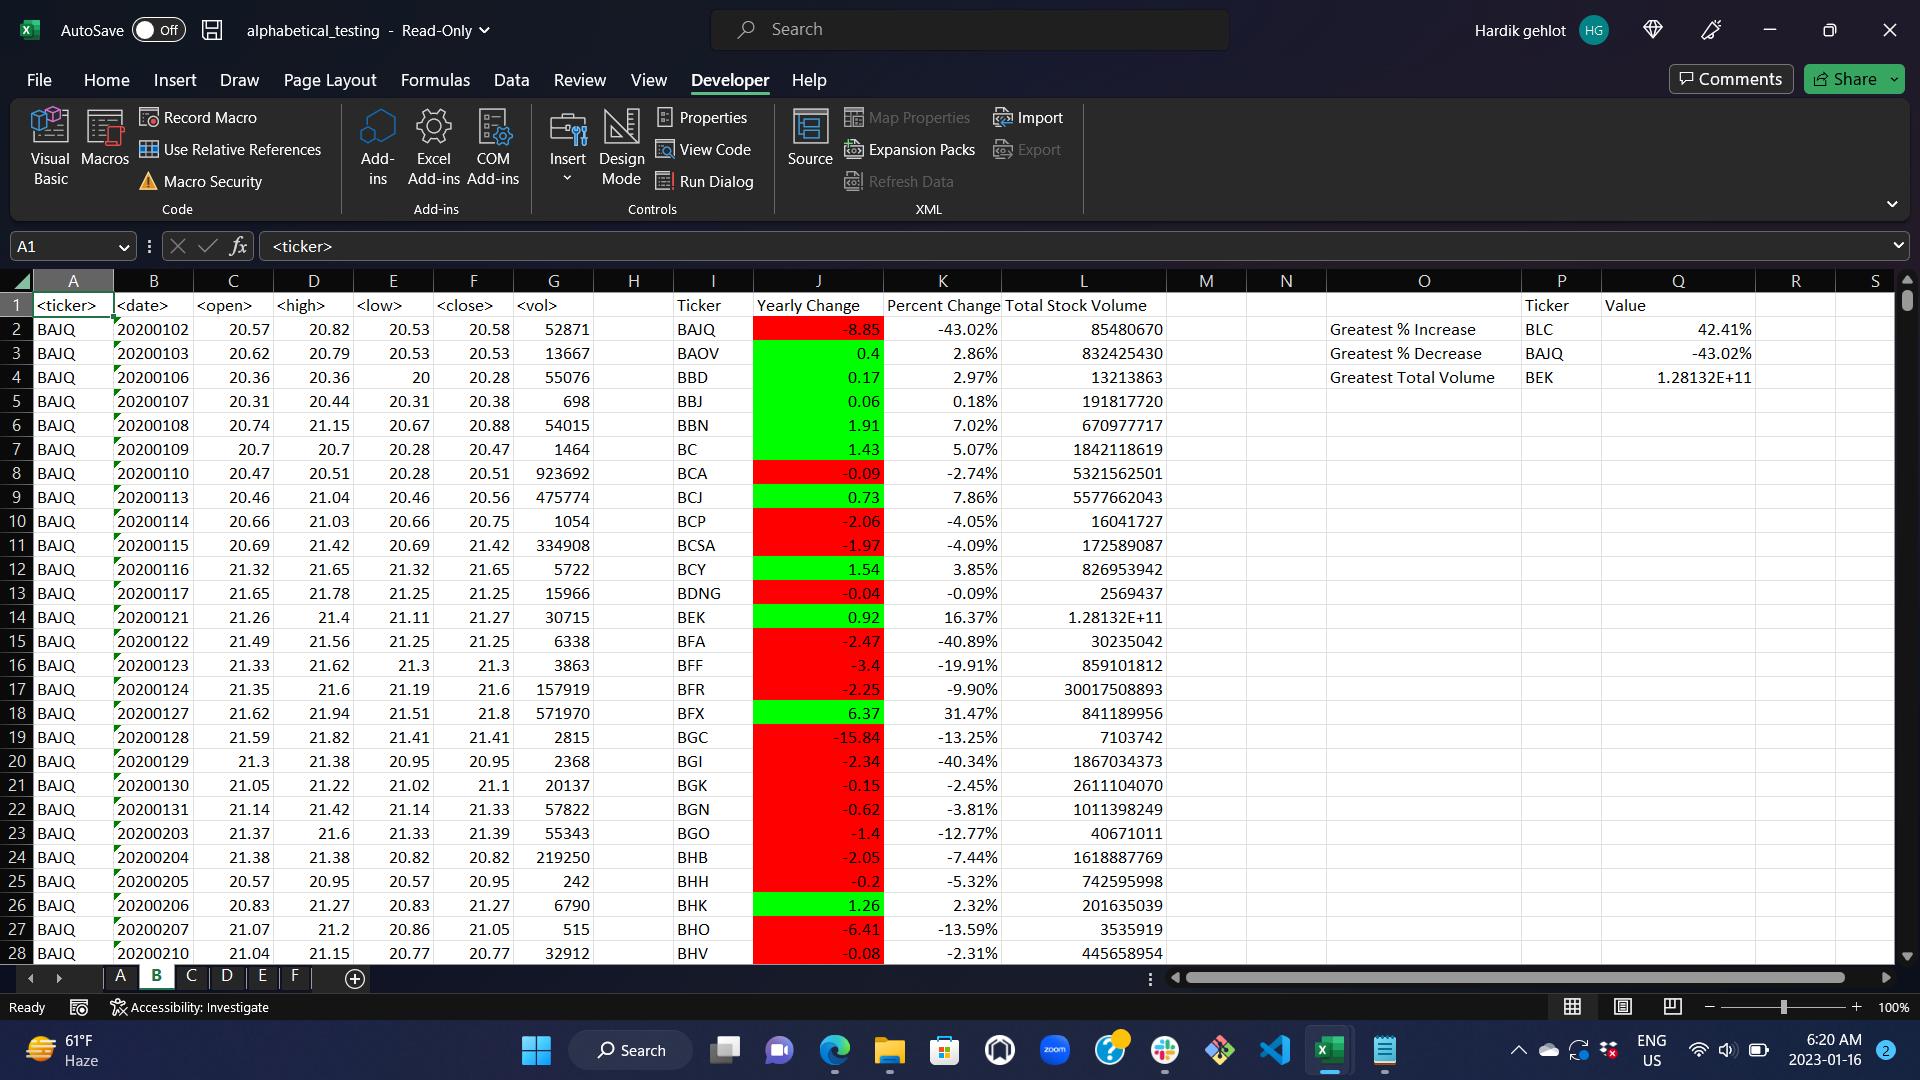 AutoSave Off alphabetical_testing - Read-Only Search Hardik gehlot HG
File Home Insert Draw Page Layout Formulas Data Review View Developer Help Comments Share
Visual Basic Macros Record Macro Use Relative References Macro Security Code
Add-ins Excel Add-ins COM Add-ins Add-ins
Insert Design Mode Properties View Code Run Dialog Controls
Source Map Properties Expansion Packs Refresh Data Import Export XML
A1 fx <ticker>
A B C D E F G H I J K L M N O P Q R S
1 <ticker> <date> <open> <high> <low> <close> <vol> Ticker Yearly Change Percent Change Total Stock Volume Ticker Value
2 BAJQ 20200102 20.57 20.82 20.53 20.58 52871 BAJQ -8.85 -43.02% 85480670 Greatest % Increase BLC 42.41%
3 BAJQ 20200103 20.62 20.79 20.53 20.53 13667 BAOV 0.4 2.86% 832425430 Greatest % Decrease BAJQ -43.02%
4 BAJQ 20200106 20.36 20.36 20 20.28 55076 BBD 0.17 2.97% 13213863 Greatest Total Volume BEK 1.28132E+11
5 BAJQ 20200107 20.31 20.44 20.31 20.38 698 BBJ 0.06 0.18% 191817720
6 BAJQ 20200108 20.74 21.15 20.67 20.88 54015 BBN 1.91 7.02% 670977717
7 BAJQ 20200109 20.7 20.7 20.28 20.47 1464 BC 1.43 5.07% 1842118619
8 BAJQ 20200110 20.47 20.51 20.28 20.51 923692 BCA -0.09 -2.74% 5321562501
9 BAJQ 20200113 20.46 21.04 20.46 20.56 475774 BCJ 0.73 7.86% 5577662043
10 BAJQ 20200114 20.66 21.03 20.66 20.75 1054 BCP -2.06 -4.05% 16041727
11 BAJQ 20200115 20.69 21.42 20.69 21.42 334908 BCSA -1.97 -4.09% 172589087
12 BAJQ 20200116 21.32 21.65 21.32 21.65 5722 BCY 1.54 3.85% 826953942
13 BAJQ 20200117 21.65 21.78 21.25 21.25 15966 BDNG -0.04 -0.09% 2569437
14 BAJQ 20200121 21.26 21.4 21.11 21.27 30715 BEK 0.92 16.37% 1.28132E+11
15 BAJQ 20200122 21.49 21.56 21.25 21.25 6338 BFA -2.47 -40.89% 30235042
16 BAJQ 20200123 21.33 21.62 21.3 21.3 3863 BFF -3.4 -19.91% 859101812
17 BAJQ 20200124 21.35 21.6 21.19 21.6 157919 BFR -2.25 -9.90% 30017508893
18 BAJQ 20200127 21.62 21.94 21.51 21.8 571970 BFX 6.37 31.47% 841189956
19 BAJQ 20200128 21.59 21.82 21.41 21.41 2815 BGC -15.84 -13.25% 7103742
20 BAJQ 20200129 21.3 21.38 20.95 20.95 2368 BGI -2.34 -40.34% 1867034373
21 BAJQ 20200130 21.05 21.22 21.02 21.1 20137 BGK -0.15 -2.45% 2611104070
22 BAJQ 20200131 21.14 21.42 21.14 21.33 57822 BGN -0.62 -3.81% 1011398249
23 BAJQ 20200203 21.37 21.6 21.33 21.39 55343 BGO -1.4 -12.77% 40671011
24 BAJQ 20200204 21.38 21.38 20.82 20.82 219250 BHB -2.05 -7.44% 1618887769
25 BAJQ 20200205 20.57 20.95 20.57 20.95 242 BHH -0.2 -5.32% 742595998
26 BAJQ 20200206 20.83 21.27 20.83 21.27 6790 BHK 1.26 2.32% 201635039
27 BAJQ 20200207 21.07 21.2 20.86 21.05 515 BHO -6.41 -13.59% 3535919
28 BAJQ 20200210 21.04 21.15 20.77 20.77 32912 BHV -0.08 -2.31% 445658954
A B C D E F
Ready Accessibility: Investigate 100%
61°F Search zoom ENG 6:20 AM
Haze US 2023-01-16 2